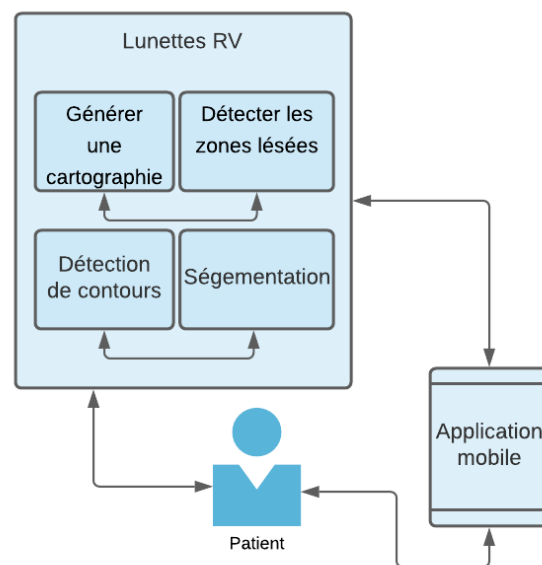 Lunettes RV
Générer
une
cartographie
Détecter les
zones lésées
Détection
de contours
Ségementation
Application
mobile
Patient